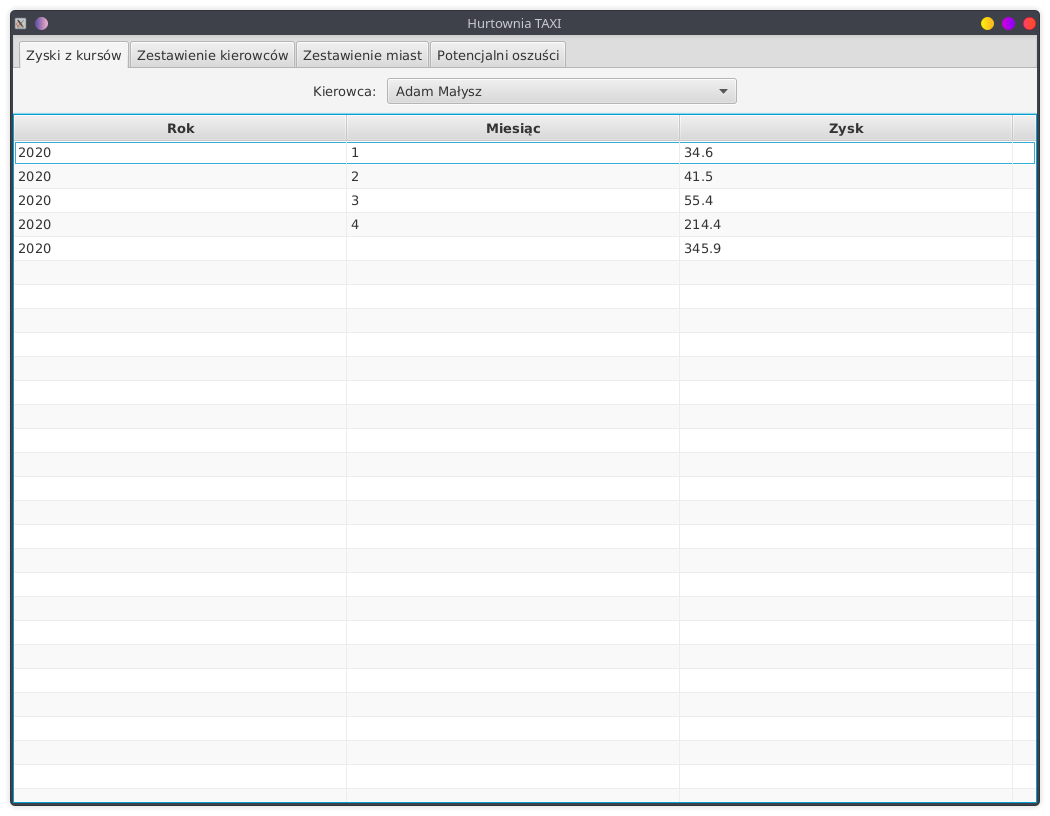 Hurtownia TAXI
Zyski z kursów Zestawienie kierowców Zestawienie miast Potencjalni oszuści
Kierowca: Adam Małysz
Rok Miesiąc Zysk
2020 1 34.6
2020 2 41.5
2020 3 55.4
2020 4 214.4
2020 345.9